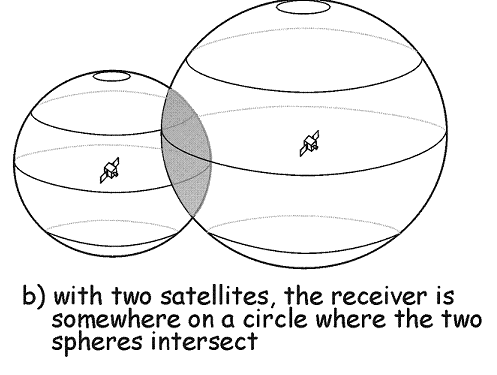 b) with two satellites, the receiver is
somewhere on a circle where the two
spheres intersect